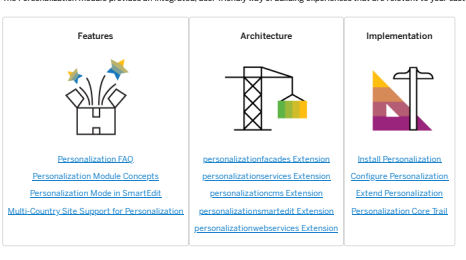 The Personalization module provides an integrated, user-friendly way of building experiences that are relevant to your
Features
Personalization FAQ
Personalization Module Concepts
Personalization Mode in SmartEdit
Multi-Country Site Support for Personalization
Architecture
personalizationfacades Extension
personalizationservices Extension
personalizationcms Extension
personalizationsmartedit Extension
personalizationwebservices Extension
Implementation
Install Personalization
Configure Personalization
Extend Personalization
Personalization Core Trail